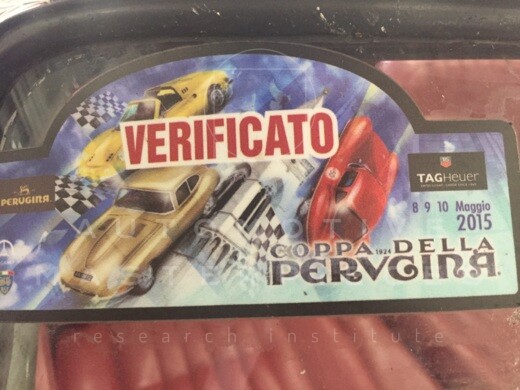 VERIFICATO
PERUGINA
TAGHeuer
8 9 10 Maggio
2015
COPPA 1924 DELLA
PERVGINA
research institute